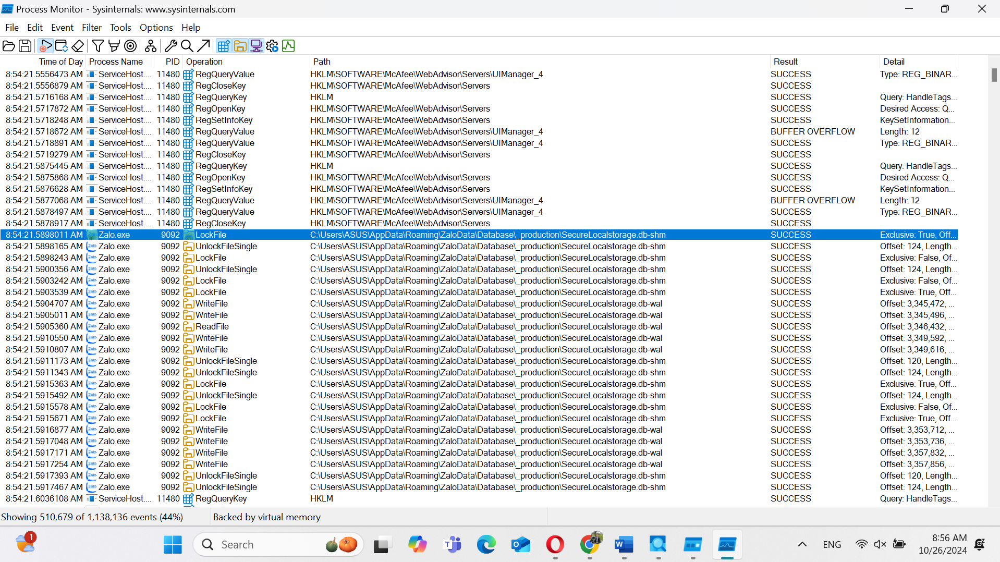 Process Monitor - Sysinternals: www.sysinternals.com
File Edit Event Filter Tools Options Help
Time of Day Process Name PID Operation Path Result Detail
8:54:21.5556473 AM ServiceHost.... 11480 RegQueryValue HKLM\SOFTWARE\McAfee\WebAdvisor\Servers\UIManager_4 SUCCESS Type: REG_BINAR...
8:54:21.5556879 AM ServiceHost.... 11480 RegCloseKey HKLM\SOFTWARE\McAfee\WebAdvisor\Servers SUCCESS
8:54:21.5716168 AM ServiceHost.... 11480 RegQueryKey HKLM SUCCESS Query: HandleTags...
8:54:21.5717872 AM ServiceHost.... 11480 RegOpenKey HKLM\SOFTWARE\McAfee\WebAdvisor\Servers SUCCESS Desired Access: Q...
8:54:21.5718248 AM ServiceHost.... 11480 RegSetInfoKey HKLM\SOFTWARE\McAfee\WebAdvisor\Servers SUCCESS KeySetInformation...
8:54:21.5718672 AM ServiceHost.... 11480 RegQueryValue HKLM\SOFTWARE\McAfee\WebAdvisor\Servers\UIManager_4 BUFFER OVERFLOW Length: 12
8:54:21.5718891 AM ServiceHost.... 11480 RegQueryValue HKLM\SOFTWARE\McAfee\WebAdvisor\Servers\UIManager_4 SUCCESS Type: REG_BINAR...
8:54:21.5719279 AM ServiceHost.... 11480 RegCloseKey HKLM\SOFTWARE\McAfee\WebAdvisor\Servers SUCCESS
8:54:21.5875445 AM ServiceHost.... 11480 RegQueryKey HKLM SUCCESS Query: HandleTags...
8:54:21.5875868 AM ServiceHost.... 11480 RegOpenKey HKLM\SOFTWARE\McAfee\WebAdvisor\Servers SUCCESS Desired Access: Q...
8:54:21.5876628 AM ServiceHost.... 11480 RegSetInfoKey HKLM\SOFTWARE\McAfee\WebAdvisor\Servers SUCCESS KeySetInformation...
8:54:21.5877068 AM ServiceHost.... 11480 RegQueryValue HKLM\SOFTWARE\McAfee\WebAdvisor\Servers\UIManager_4 BUFFER OVERFLOW Length: 12
8:54:21.5878497 AM ServiceHost.... 11480 RegQueryValue HKLM\SOFTWARE\McAfee\WebAdvisor\Servers\UIManager_4 SUCCESS Type: REG_BINAR...
8:54:21.5878917 AM ServiceHost.... 11480 RegCloseKey HKLM\SOFTWARE\McAfee\WebAdvisor\Servers SUCCESS
8:54:21.5898011 AM Zalo.exe 9092 LockFile C:\Users\ASUS\AppData\Roaming\ZaloData\Database\_production\SecureLocalstorage.db-shm SUCCESS Exclusive: True, Off...
8:54:21.5898165 AM Zalo.exe 9092 UnlockFileSingle C:\Users\ASUS\AppData\Roaming\ZaloData\Database\_production\SecureLocalstorage.db-shm SUCCESS Offset: 124, Length...
8:54:21.5898243 AM Zalo.exe 9092 LockFile C:\Users\ASUS\AppData\Roaming\ZaloData\Database\_production\SecureLocalstorage.db-shm SUCCESS Exclusive: False, Of...
8:54:21.5900356 AM Zalo.exe 9092 UnlockFileSingle C:\Users\ASUS\AppData\Roaming\ZaloData\Database\_production\SecureLocalstorage.db-shm SUCCESS Offset: 124, Length...
8:54:21.5903242 AM Zalo.exe 9092 LockFile C:\Users\ASUS\AppData\Roaming\ZaloData\Database\_production\SecureLocalstorage.db-shm SUCCESS Exclusive: False, Of...
8:54:21.5903539 AM Zalo.exe 9092 LockFile C:\Users\ASUS\AppData\Roaming\ZaloData\Database\_production\SecureLocalstorage.db-shm SUCCESS Exclusive: True, Off...
8:54:21.5904707 AM Zalo.exe 9092 WriteFile C:\Users\ASUS\AppData\Roaming\ZaloData\Database\_production\SecureLocalstorage.db-wal SUCCESS Offset: 3,345,472, ...
8:54:21.5905011 AM Zalo.exe 9092 WriteFile C:\Users\ASUS\AppData\Roaming\ZaloData\Database\_production\SecureLocalstorage.db-wal SUCCESS Offset: 3,345,496, ...
8:54:21.5905360 AM Zalo.exe 9092 ReadFile C:\Users\ASUS\AppData\Roaming\ZaloData\Database\_production\SecureLocalstorage.db-wal SUCCESS Offset: 3,346,432, ...
8:54:21.5910550 AM Zalo.exe 9092 WriteFile C:\Users\ASUS\AppData\Roaming\ZaloData\Database\_production\SecureLocalstorage.db-wal SUCCESS Offset: 3,349,592, ...
8:54:21.5910807 AM Zalo.exe 9092 WriteFile C:\Users\ASUS\AppData\Roaming\ZaloData\Database\_production\SecureLocalstorage.db-wal SUCCESS Offset: 3,349,616, ...
8:54:21.5911173 AM Zalo.exe 9092 UnlockFileSingle C:\Users\ASUS\AppData\Roaming\ZaloData\Database\_production\SecureLocalstorage.db-shm SUCCESS Offset: 120, Length...
8:54:21.5911343 AM Zalo.exe 9092 UnlockFileSingle C:\Users\ASUS\AppData\Roaming\ZaloData\Database\_production\SecureLocalstorage.db-shm SUCCESS Offset: 124, Length...
8:54:21.5915363 AM Zalo.exe 9092 LockFile C:\Users\ASUS\AppData\Roaming\ZaloData\Database\_production\SecureLocalstorage.db-shm SUCCESS Exclusive: True, Off...
8:54:21.5915492 AM Zalo.exe 9092 UnlockFileSingle C:\Users\ASUS\AppData\Roaming\ZaloData\Database\_production\SecureLocalstorage.db-shm SUCCESS Offset: 124, Length...
8:54:21.5915578 AM Zalo.exe 9092 LockFile C:\Users\ASUS\AppData\Roaming\ZaloData\Database\_production\SecureLocalstorage.db-shm SUCCESS Exclusive: False, Of...
8:54:21.5915671 AM Zalo.exe 9092 LockFile C:\Users\ASUS\AppData\Roaming\ZaloData\Database\_production\SecureLocalstorage.db-shm SUCCESS Exclusive: True, Off...
8:54:21.5916877 AM Zalo.exe 9092 WriteFile C:\Users\ASUS\AppData\Roaming\ZaloData\Database\_production\SecureLocalstorage.db-wal SUCCESS Offset: 3,353,712, ...
8:54:21.5917048 AM Zalo.exe 9092 WriteFile C:\Users\ASUS\AppData\Roaming\ZaloData\Database\_production\SecureLocalstorage.db-wal SUCCESS Offset: 3,353,736, ...
8:54:21.5917171 AM Zalo.exe 9092 WriteFile C:\Users\ASUS\AppData\Roaming\ZaloData\Database\_production\SecureLocalstorage.db-wal SUCCESS Offset: 3,357,832, ...
8:54:21.5917254 AM Zalo.exe 9092 WriteFile C:\Users\ASUS\AppData\Roaming\ZaloData\Database\_production\SecureLocalstorage.db-wal SUCCESS Offset: 3,357,856, ...
8:54:21.5917393 AM Zalo.exe 9092 UnlockFileSingle C:\Users\ASUS\AppData\Roaming\ZaloData\Database\_production\SecureLocalstorage.db-shm SUCCESS Offset: 120, Length...
8:54:21.5917467 AM Zalo.exe 9092 UnlockFileSingle C:\Users\ASUS\AppData\Roaming\ZaloData\Database\_production\SecureLocalstorage.db-shm SUCCESS Offset: 124, Length...
8:54:21.6036108 AM ServiceHost.... 11480 RegQueryKey HKLM SUCCESS Query: HandleTags...
Showing 510,679 of 1,138,136 events (44%) Backed by virtual memory
1 Search ENG 8:56 AM
10/26/2024